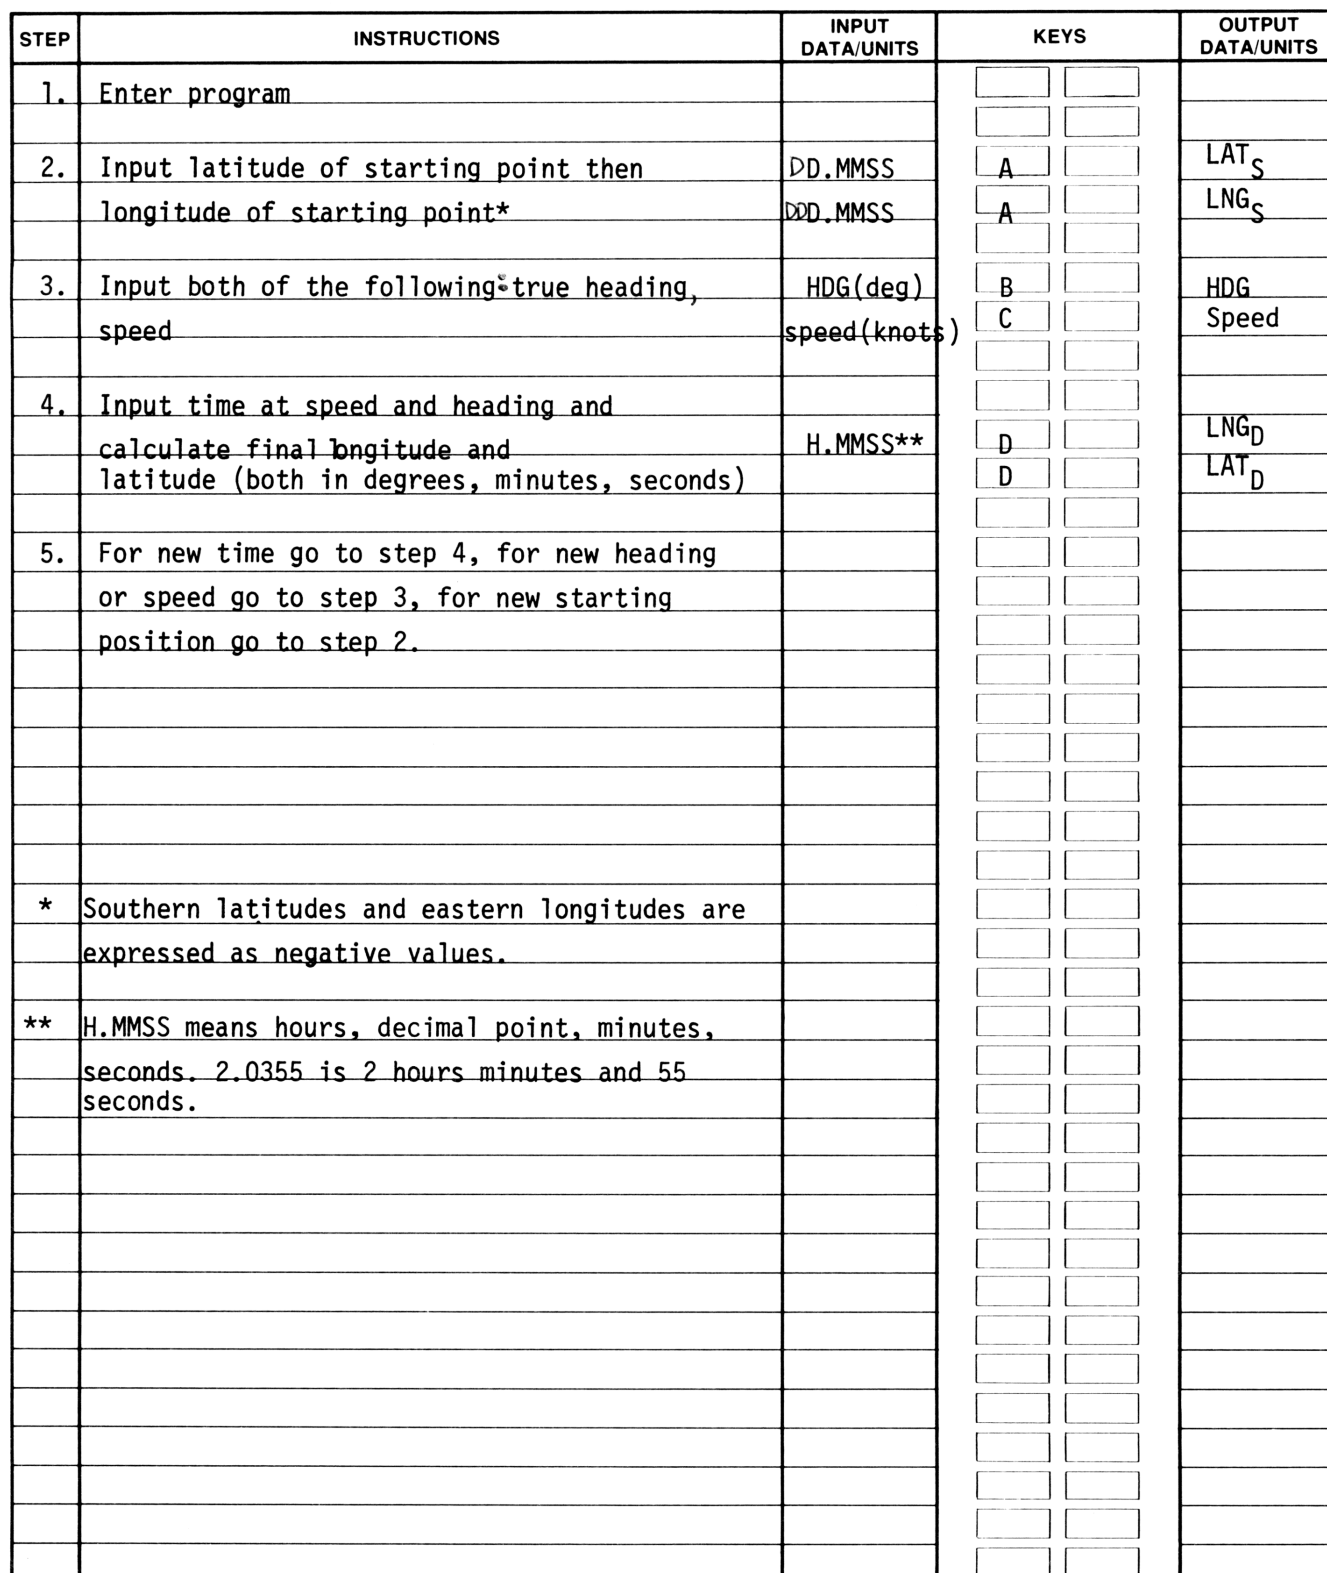 STEP INSTRUCTIONS INPUT DATA/UNITS KEYS OUTPUT DATA/UNITS
1. Enter program
2. Input latitude of starting point then DD.MMSS A LATS
longitude of starting point* DDD.MMSS A LNGS
3. Input both of the following: true heading, HDG(deg) B HDG
speed speed(knots) C Speed
4. Input time at speed and heading and
calculate final longitude and H.MMSS** D LNGD
latitude (both in degrees, minutes, seconds) D LATD
5. For new time go to step 4, for new heading
or speed go to step 3, for new starting
position go to step 2.
* Southern latitudes and eastern longitudes are
expressed as negative values.
** H.MMSS means hours, decimal point, minutes,
seconds. 2.0355 is 2 hours minutes and 55
seconds.